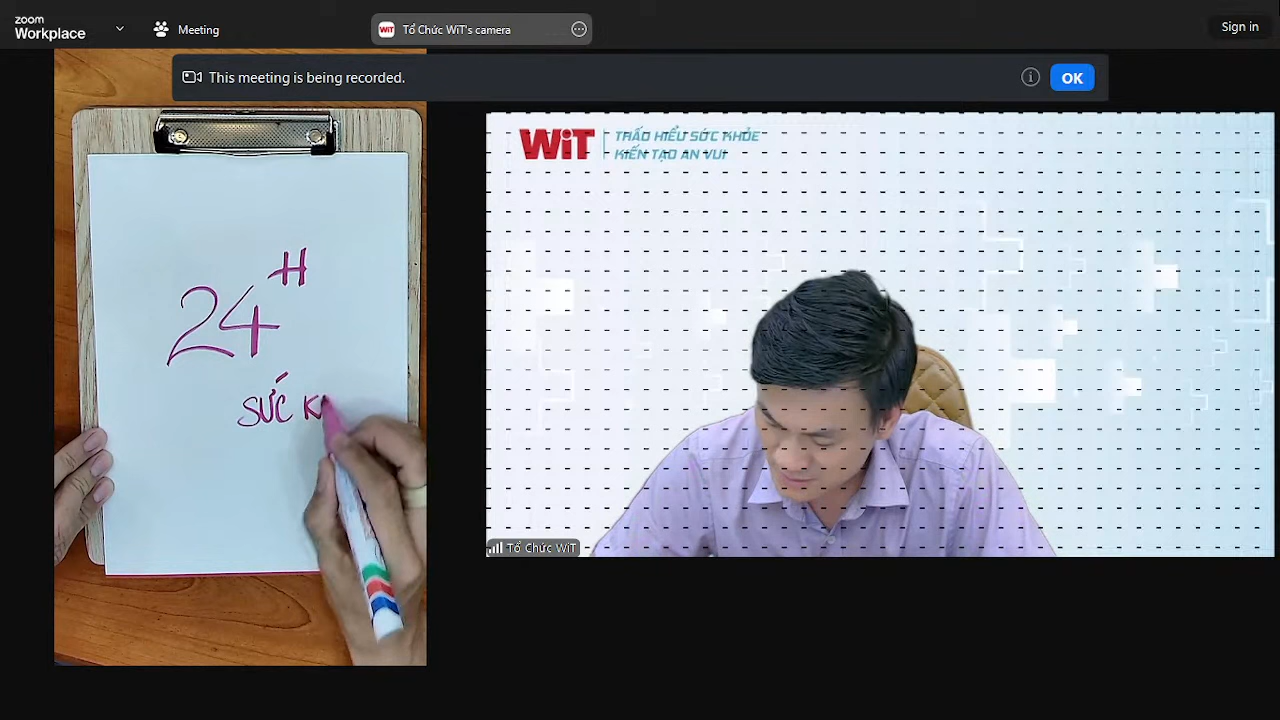 zoom
Workplace
Meeting
WiT Tổ Chức WiT's camera
Sign in
This meeting is being recorded.
OK
WiT THẤU HIỂU SỨC KHỎE
KIẾN TẠO AN VUI
24H
SỨC K
Tổ Chức WiT